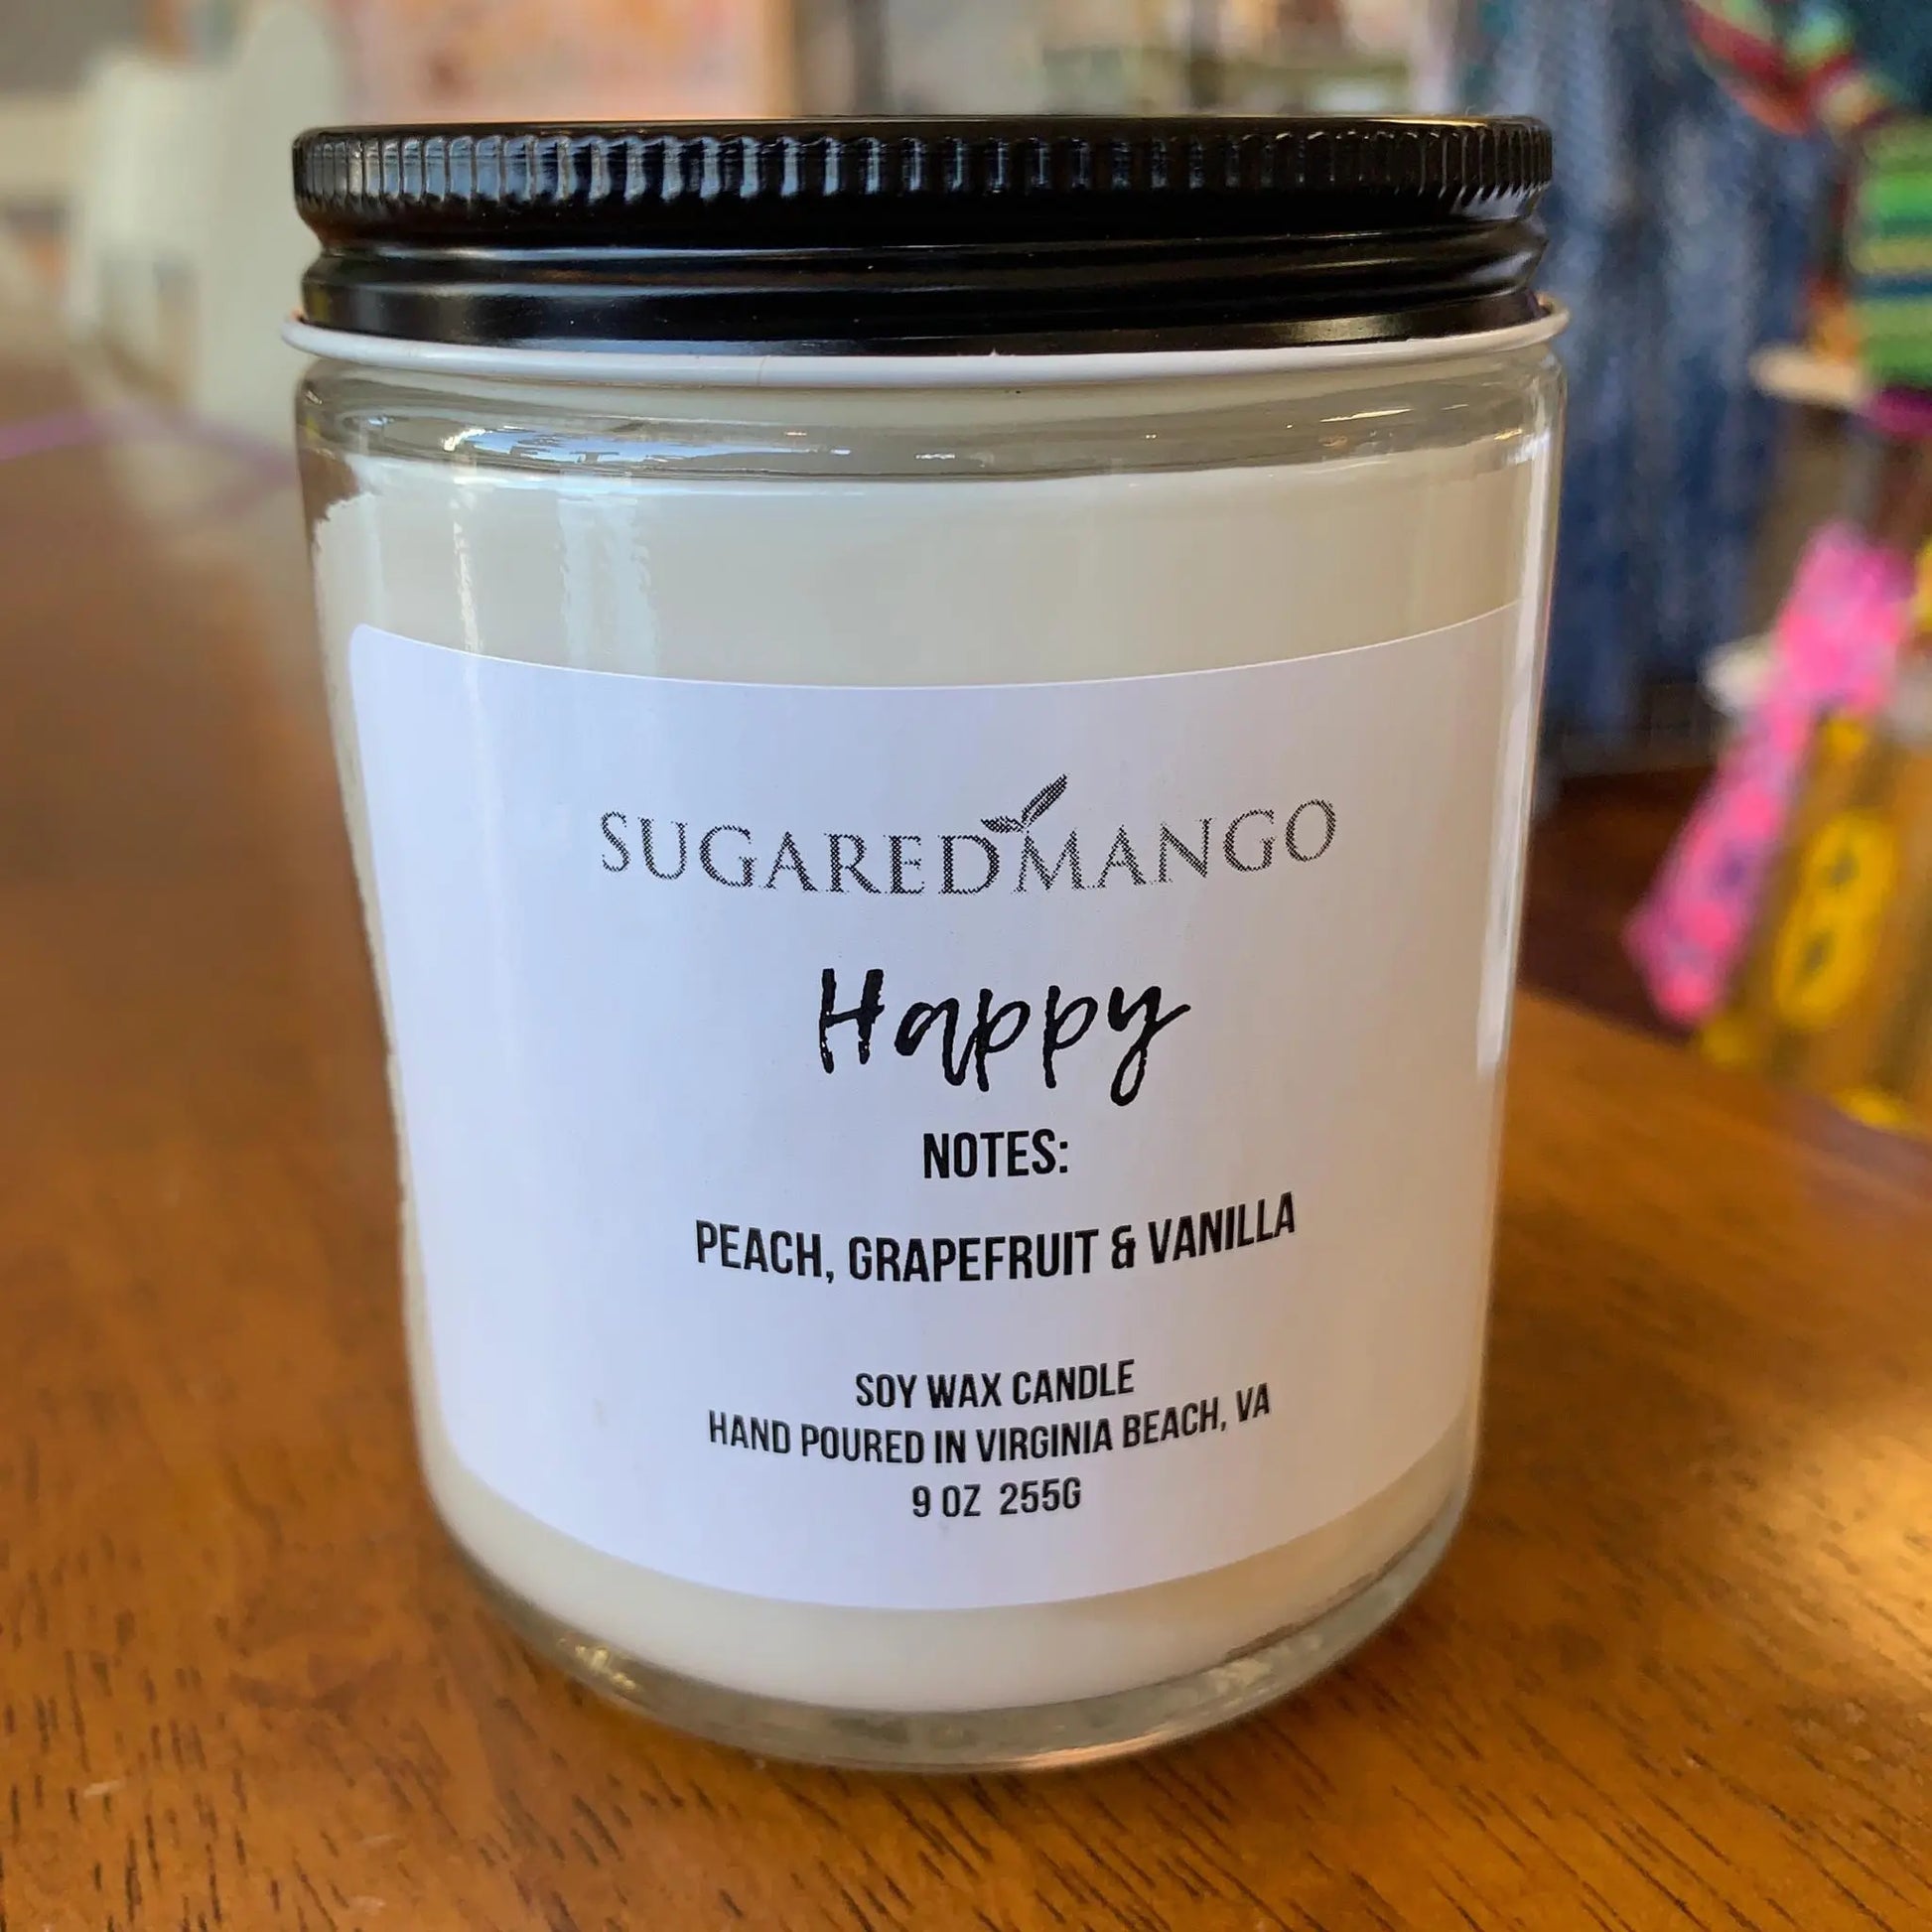 SUGARED MANGO
Happy
NOTES:
PEACH, GRAPEFRUIT & VANILLA
SOY WAX CANDLE
HAND POURED IN VIRGINIA BEACH, VA
9 OZ 255G